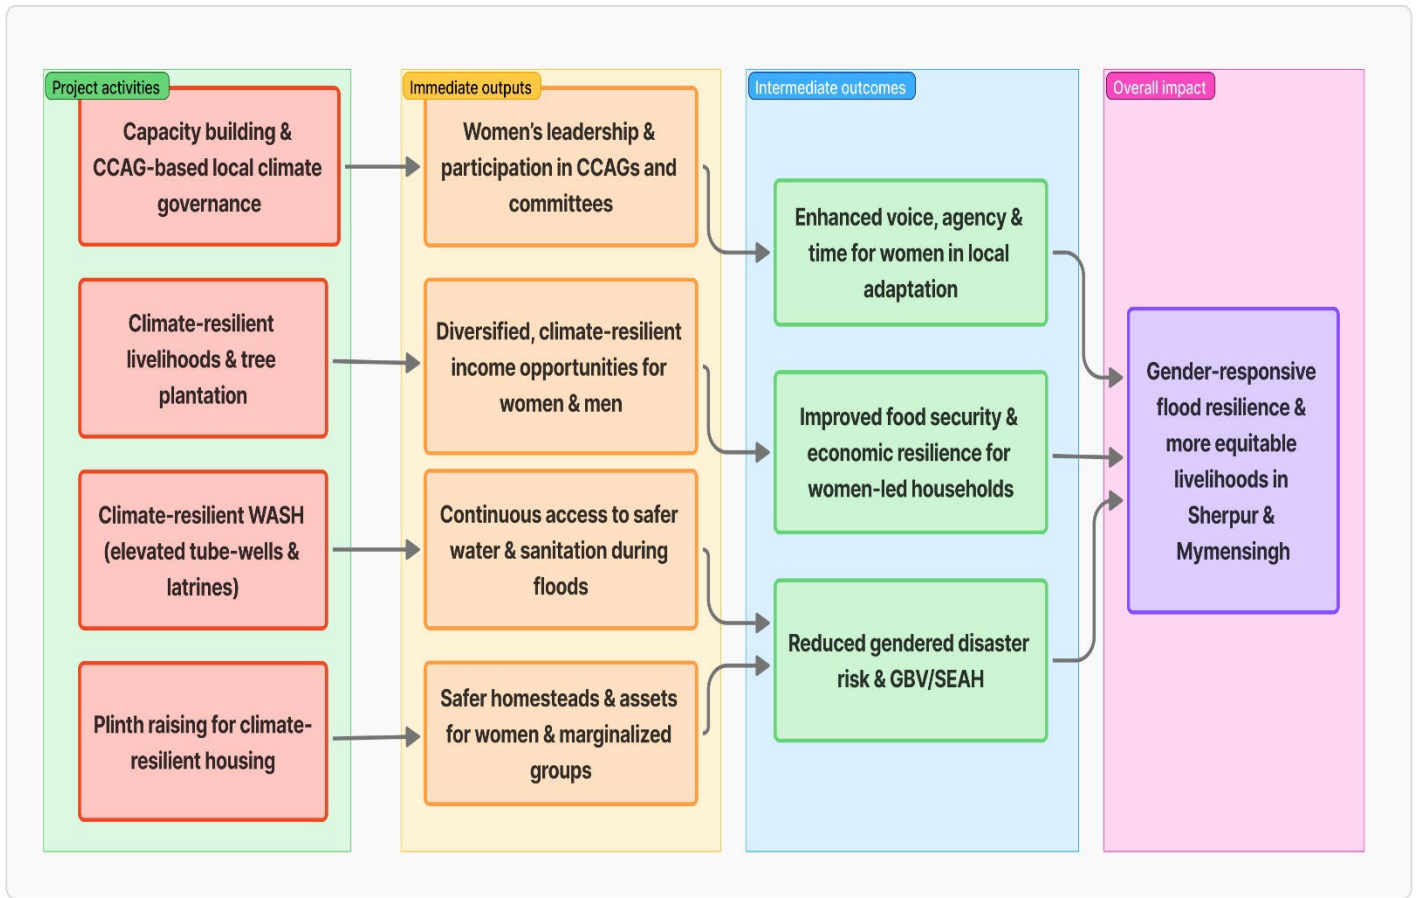 Project activities
Capacity building &
CCAG-based local climate
governance
Climate-resilient
livelihoods & tree
plantation
Climate-resilient WASH
(elevated tube-wells &
latrines)
Plinth raising for climate-
resilient housing
Immediate outputs
Women's leadership &
participation in CCAGs and
committees
Diversified, climate-resilient
income opportunities for
women & men
Continuous access to safer
water & sanitation during
floods
Safer homesteads & assets
for women & marginalized
groups
Intermediate outcomes
Enhanced voice, agency &
time for women in local
adaptation
Improved food security &
economic resilience for
women-led households
Reduced gendered disaster
risk & GBV/SEAH
Overall impact
Gender-responsive
flood resilience &
more equitable
livelihoods in
Sherpur &
Mymensingh